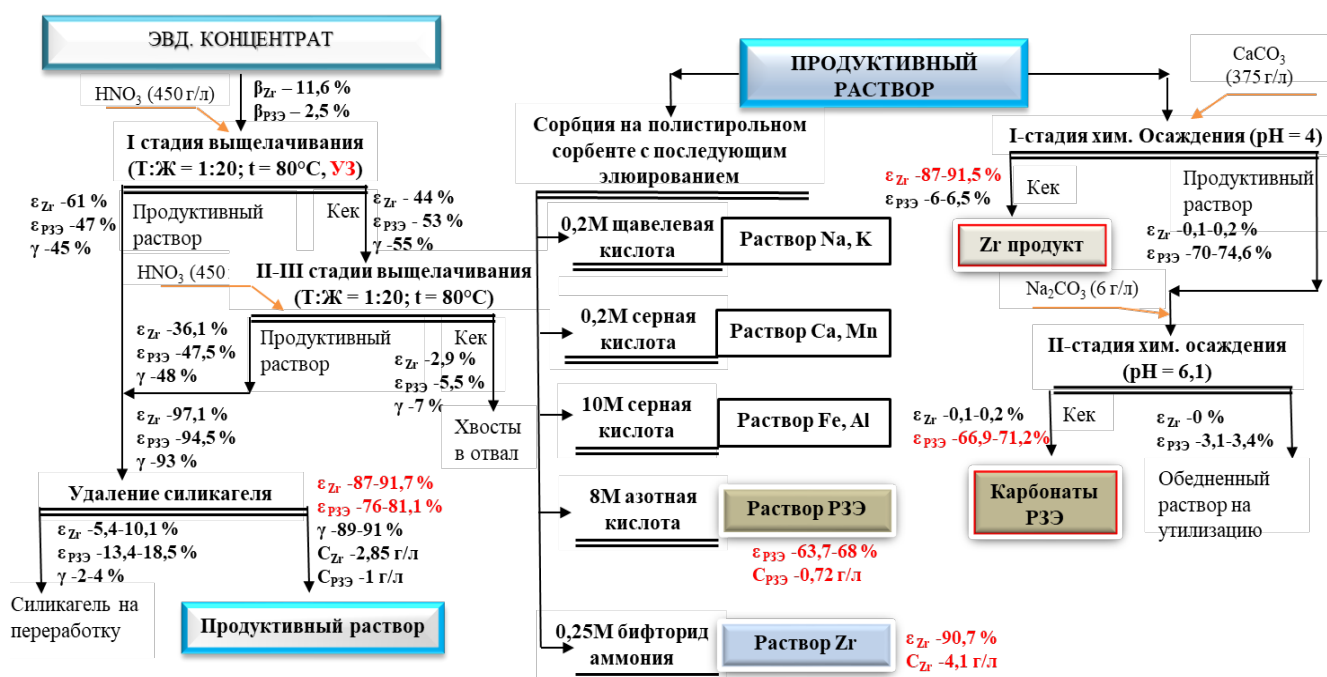 ЭВД. КОНЦЕНТРАТ
HNO3 (450 г/л)
βZr – 11,6 %
βРЗЭ – 2,5%
I стадия выщелачивания
(Т:Ж = 1:20; t = 80°С, УЗ)
εZr -61 %
εРЗЭ -47 %
γ -45 %
Продуктивный
раствор
Кек
εZr - 44 %
εРЗЭ - 53 %
γ -55 %
HNO3 (450
II-III стадии выщелачивания
(Т:Ж = 1:20; t = 80°С)
εZr -36,1 %
εРЗЭ -47,5 %
γ -48 %
Продуктивный
раствор
Кек
εZr -2,9 %
εРЗЭ -5,5 %
γ -7 %
Хвосты
в отвал
εZr -97,1 %
εРЗЭ -94,5 %
γ -93 %
Удаление силикагеля
εZr -5,4-10,1 %
εРЗЭ -13,4-18,5 %
γ -2-4 %
Силикагель на
переработку
εZr -87-91,7 %
εРЗЭ -76-81,1 %
γ -89-91 %
CZr -2,85 г/л
CРЗЭ -1 г/л
Продуктивный раствор
ПРОДУКТИВНЫЙ
РАСТВОР
Сорбция на полистирольном
сорбенте с последующим
элюированием
0,2М щавелевая
кислота
Раствор Na, K
0,2М серная
кислота
Раствор Ca, Mn
10М серная
кислота
Раствор Fe, Al
8М азотная
кислота
Раствор РЗЭ
εРЗЭ -63,7-68 %
CРЗЭ -0,72 г/л
0,25М бифторид
аммония
Раствор Zr
εZr -90,7 %
CZr -4,1 г/л
CaCO3
(375 г/л)
I-стадия хим. Осаждения (pH = 4)
εZr -87-91,5 %
εРЗЭ - 6-6,5 %
Кек
Zr продукт
Продуктивный
раствор
εZr -0,1-0,2 %
εРЗЭ -70-74,6 %
Na2CO3 (6 г/л)
II-стадия хим. осаждения
(pH = 6,1)
εZr -0,1-0,2 %
εРЗЭ -66,9-71,2%
Кек
Карбонаты
РЗЭ
εZr -0 %
εРЗЭ -3,1-3,4%
Обедненный
раствор на
утилизацию